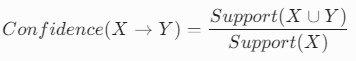 Confidence(X → Y) = Support(X ∪ Y) / Support(X)